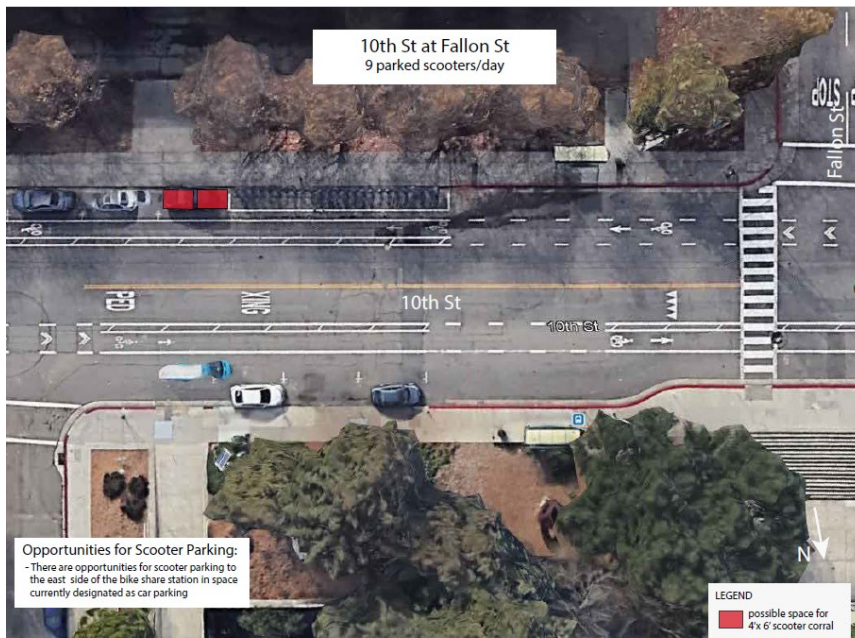 10th St at Fallon St
9 parked scooters/day
STOP
Fallon St
PED
XING
10th St
10th St
Opportunities for Scooter Parking:
- There are opportunities for scooter parking to
the east side of the bike share station in space
currently designated as car parking
N
LEGEND
possible space for
4'x 6' scooter corral